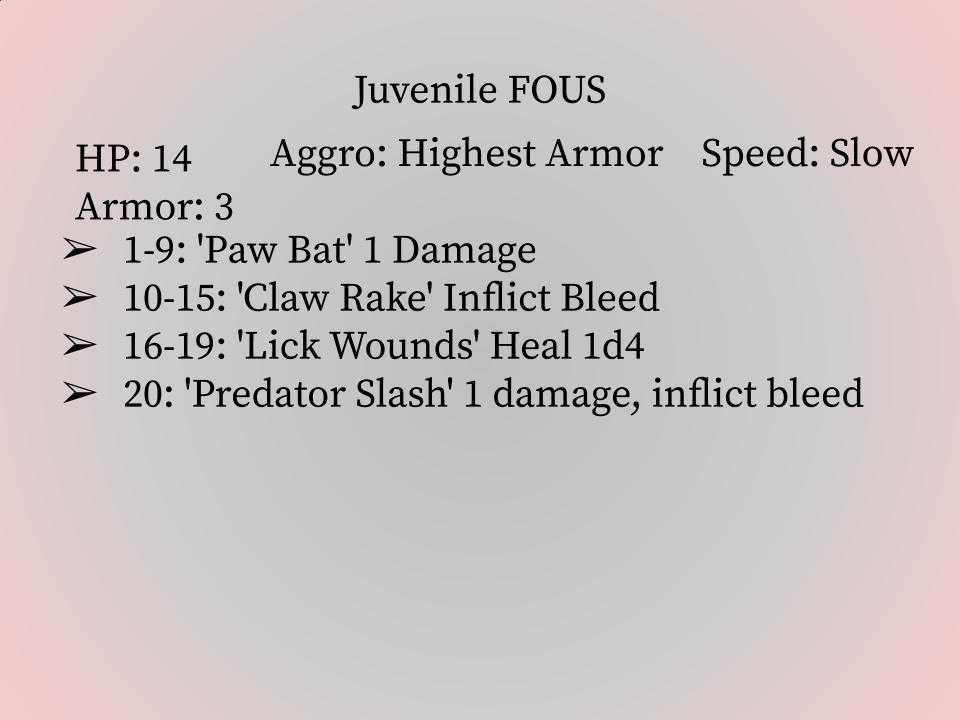 Juvenile FOUS
HP: 14
Aggro: Highest Armor
Speed: Slow
Armor: 3
➢ 1-9: 'Paw Bat' 1 Damage
➢ 10-15: 'Claw Rake' Inflict Bleed
➢ 16-19: 'Lick Wounds' Heal 1d4
➢ 20: 'Predator Slash' 1 damage, inflict bleed